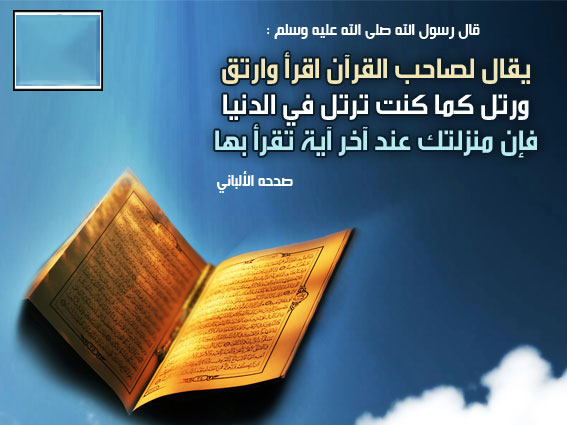 قال رسول الله صلى الله عليه وسلم :
يقال لصاحب القرآن اقرأ وارتق
ورتل كما كنت ترتل في الدنيا
فإن منزلتك عند آخر آية تقرأ بها
صححه الألباني